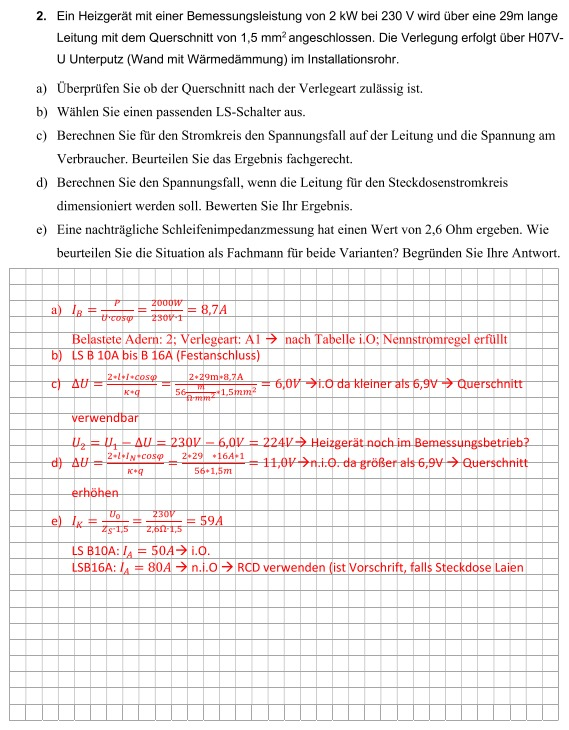 2. Ein Heizgerät mit einer Bemessungsleistung von 2 kW bei 230 V wird über eine 29m lange
Leitung mit dem Querschnitt von 1,5 mm² angeschlossen. Die Verlegung erfolgt über H07V-
U Unterputz (Wand mit Wärmedämmung) im Installationsrohr.
a) Überprüfen Sie ob der Querschnitt nach der Verlegeart zulässig ist.
b) Wählen Sie einen passenden LS-Schalter aus.
c) Berechnen Sie für den Stromkreis den Spannungsfall auf der Leitung und die Spannung am
Verbraucher. Beurteilen Sie das Ergebnis fachgerecht.
d) Berechnen Sie den Spannungsfall, wenn die Leitung für den Steckdosenstromkreis
dimensioniert werden soll. Bewerten Sie Ihr Ergebnis.
e) Eine nachträgliche Schleifenimpedanzmessung hat einen Wert von 2,6 Ohm ergeben. Wie
beurteilen Sie die Situation als Fachmann für beide Varianten? Begründen Sie Ihre Antwort.
a) I_B = P/(U·cosφ) = 2000W/(230V·1) = 8,7A
Belastete Adern: 2; Verlegeart: A1 → nach Tabelle i.O; Nennstromregel erfüllt
b) LS B 10A bis B 16A (Festanschluss)
c) ΔU = (2∗l∗I∗cosφ)/(κ∗q) = (2∗29m∗8,7A)/(56 m/(Ω·mm²)∗1,5mm²) = 6,0V → i.O da kleiner als 6,9V → Querschnitt
verwendbar
U₂ = U₁ − ΔU = 230V − 6,0V = 224V → Heizgerät noch im Bemessungsbetrieb?
d) ΔU = (2∗l∗I_N∗cosφ)/(κ∗q) = (2∗29 ∗16A∗1)/(56∗1,5m) = 11,0V → n.i.O. da größer als 6,9V → Querschnitt
erhöhen
e) I_K = U₀/(Z_S·1,5) = 230V/(2,6Ω·1,5) = 59A
LS B10A: I_A = 50A → i.O.
LSB16A: I_A = 80A → n.i.O → RCD verwenden (ist Vorschrift, falls Steckdose Laien